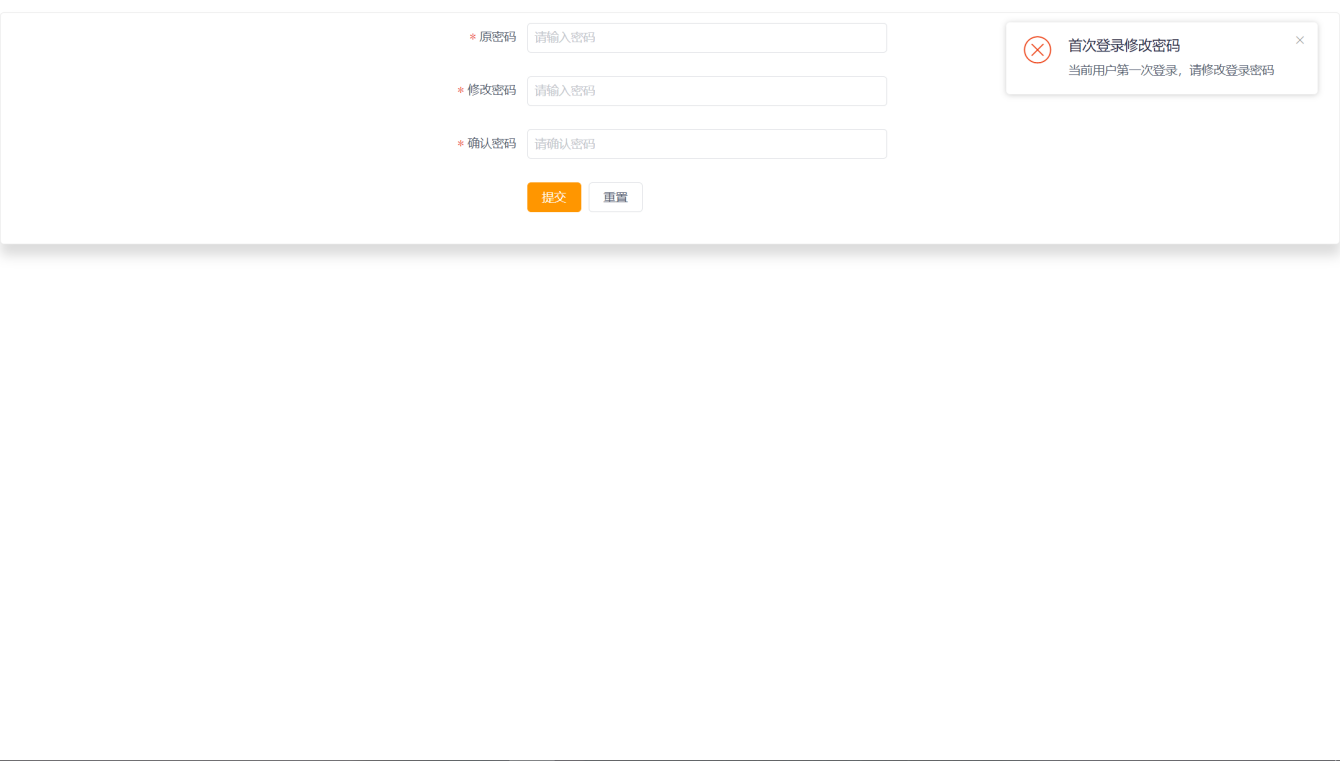 * 原密码
请输入密码
* 修改密码
请输入密码
* 确认密码
请确认密码
提交
重置
首次登录修改密码
当前用户第一次登录，请修改登录密码